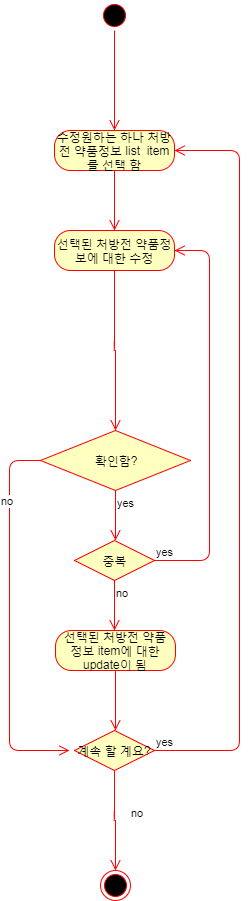 수정원하는 하나 처방
전 약품정보 list item
를 선택 함
선택된 처방전 약품정
보에 대한 수정
확인함?
no
yes
중복
yes
no
선택된 처방전 약품
정보 item에 대한
update이 됨
계속 할 계요?
yes
no